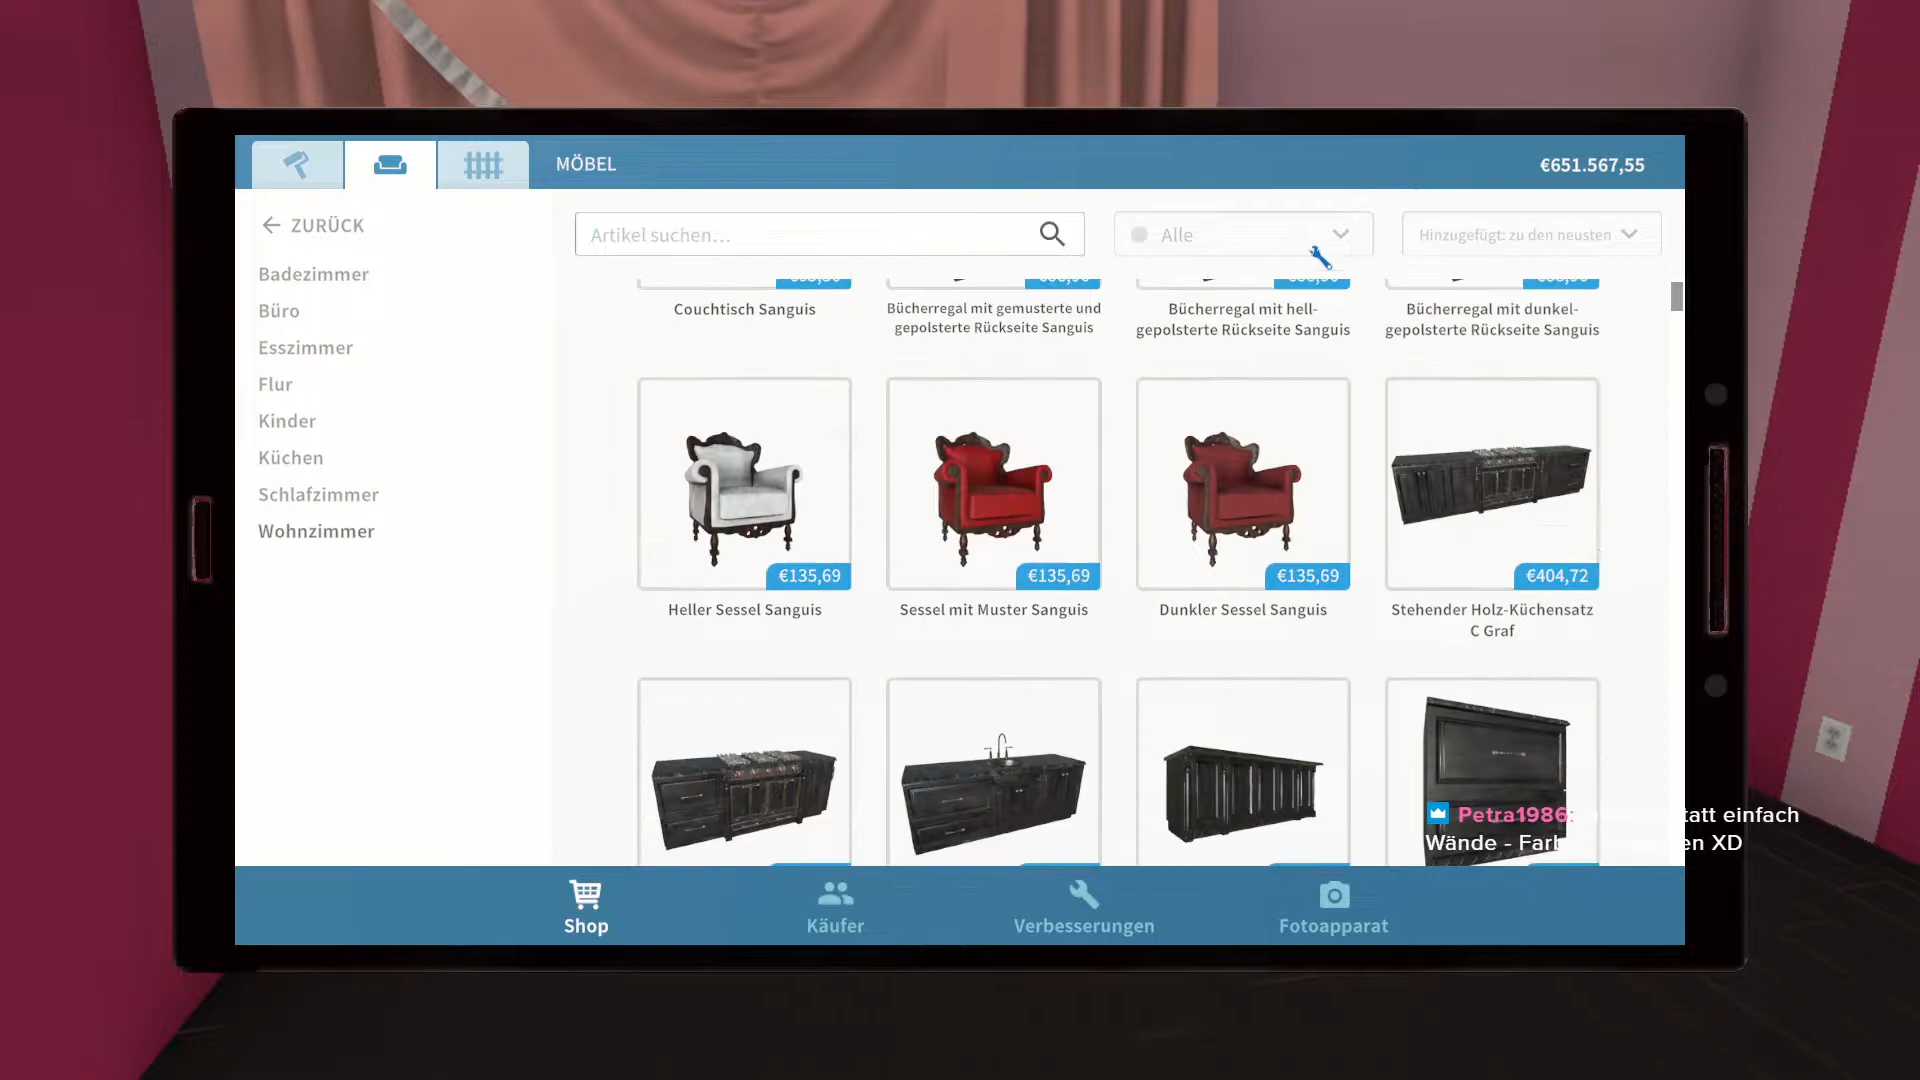 MÖBEL
€651.567,55
ZURÜCK
Artikel suchen...
Alle
Hinzugefügt: zu den neusten
Badezimmer
Büro
Esszimmer
Flur
Kinder
Küchen
Schlafzimmer
Wohnzimmer
Couchtisch Sanguis
Bücherregal mit gemusterte und
gepolsterte Rückseite Sanguis
Bücherregal mit hell-
gepolsterte Rückseite Sanguis
Bücherregal mit dunkel-
gepolsterte Rückseite Sanguis
€135,69
Heller Sessel Sanguis
€135,69
Sessel mit Muster Sanguis
€135,69
Dunkler Sessel Sanguis
€404,72
Stehender Holz-Küchensatz
C Graf
Petra1986: einfach
Wände - XD
Shop
Käufer
Verbesserungen
Fotoapparat